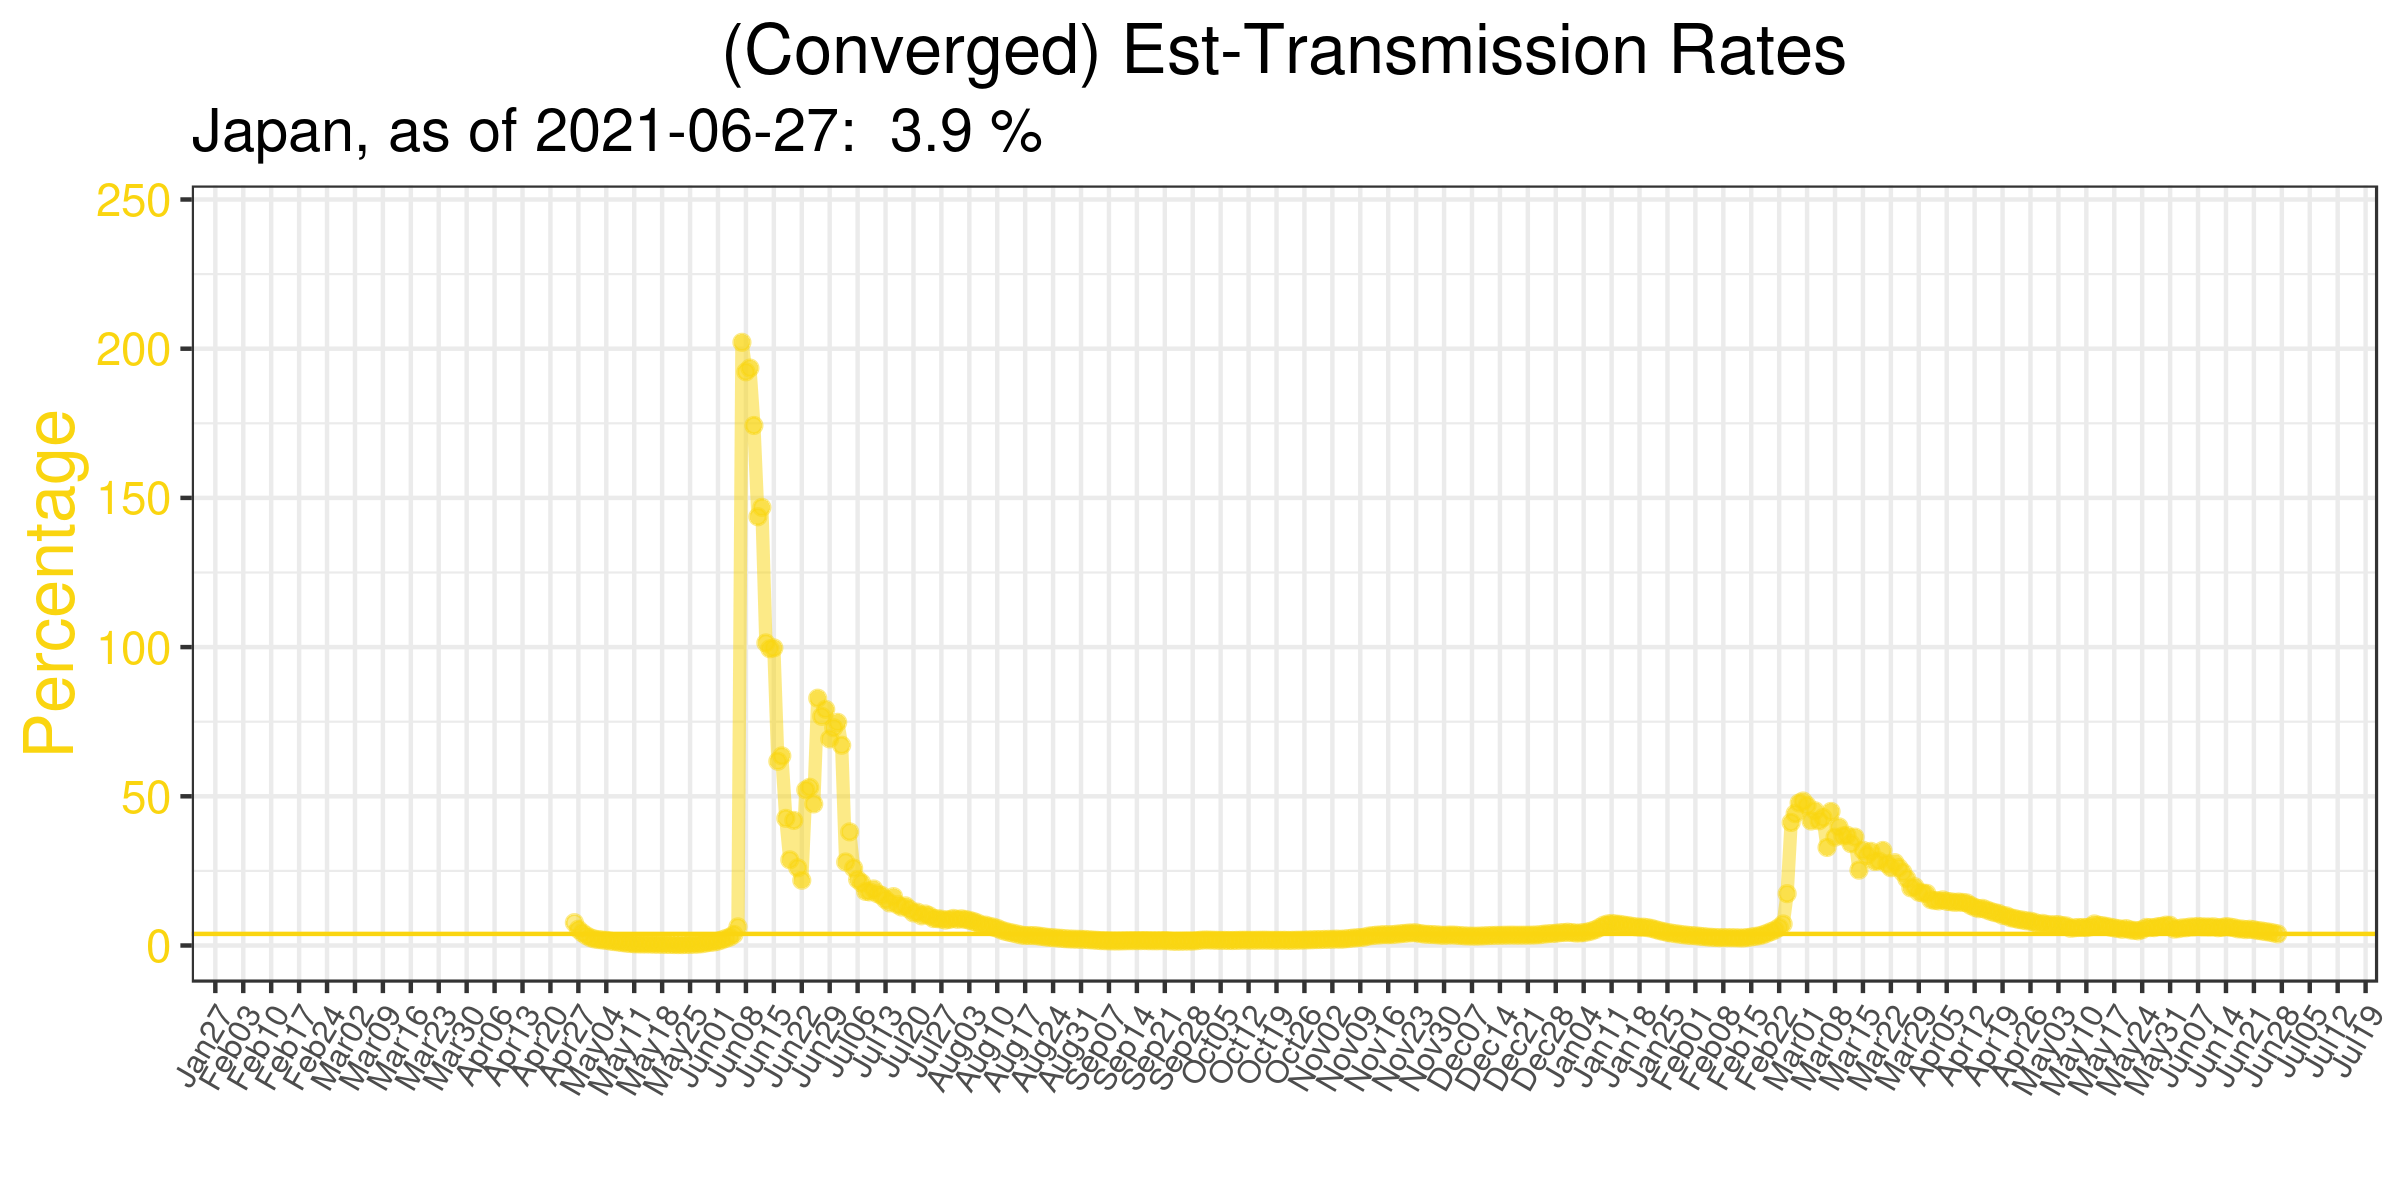 (Converged) Est-Transmission Rates
Japan, as of 2021-06-27:  3.9 %
Percentage
250
200
150
100
50
0
Jan27
Feb03
Feb10
Feb17
Feb24
Mar02
Mar09
Mar16
Mar23
Mar30
Apr06
Apr13
Apr20
Apr27
May04
May11
May18
May25
Jun01
Jun08
Jun15
Jun22
Jun29
Jul06
Jul13
Jul20
Jul27
Aug03
Aug10
Aug17
Aug24
Aug31
Sep07
Sep14
Sep21
Sep28
Oct05
Oct12
Oct19
Oct26
Nov02
Nov09
Nov16
Nov23
Nov30
Dec07
Dec14
Dec21
Dec28
Jan04
Jan11
Jan18
Jan25
Feb01
Feb08
Feb15
Feb22
Mar01
Mar08
Mar15
Mar22
Mar29
Apr05
Apr12
Apr19
Apr26
May03
May10
May17
May24
May31
Jun07
Jun14
Jun21
Jun28
Jul05
Jul12
Jul19